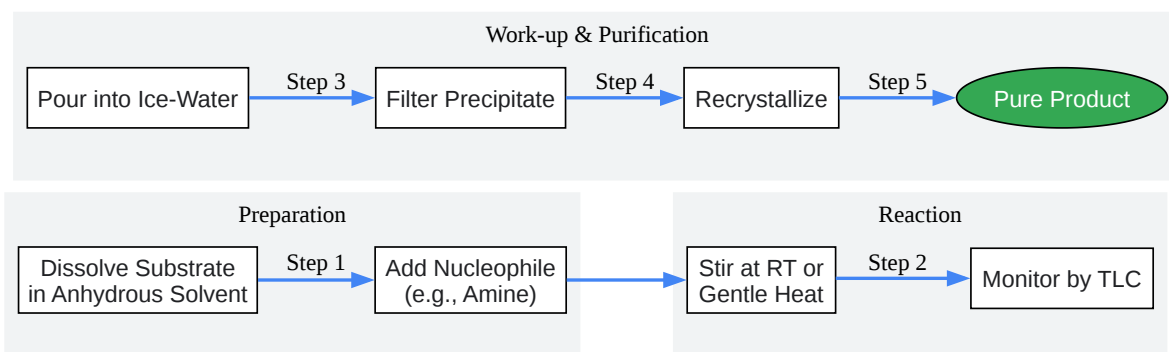 Work-up & Purification
Pour into Ice-Water
Step 3
Filter Precipitate
Step 4
Recrystallize
Step 5
Pure Product
Preparation
Dissolve Substrate
in Anhydrous Solvent
Step 1
Add Nucleophile
(e.g., Amine)
Reaction
Stir at RT or
Gentle Heat
Step 2
Monitor by TLC